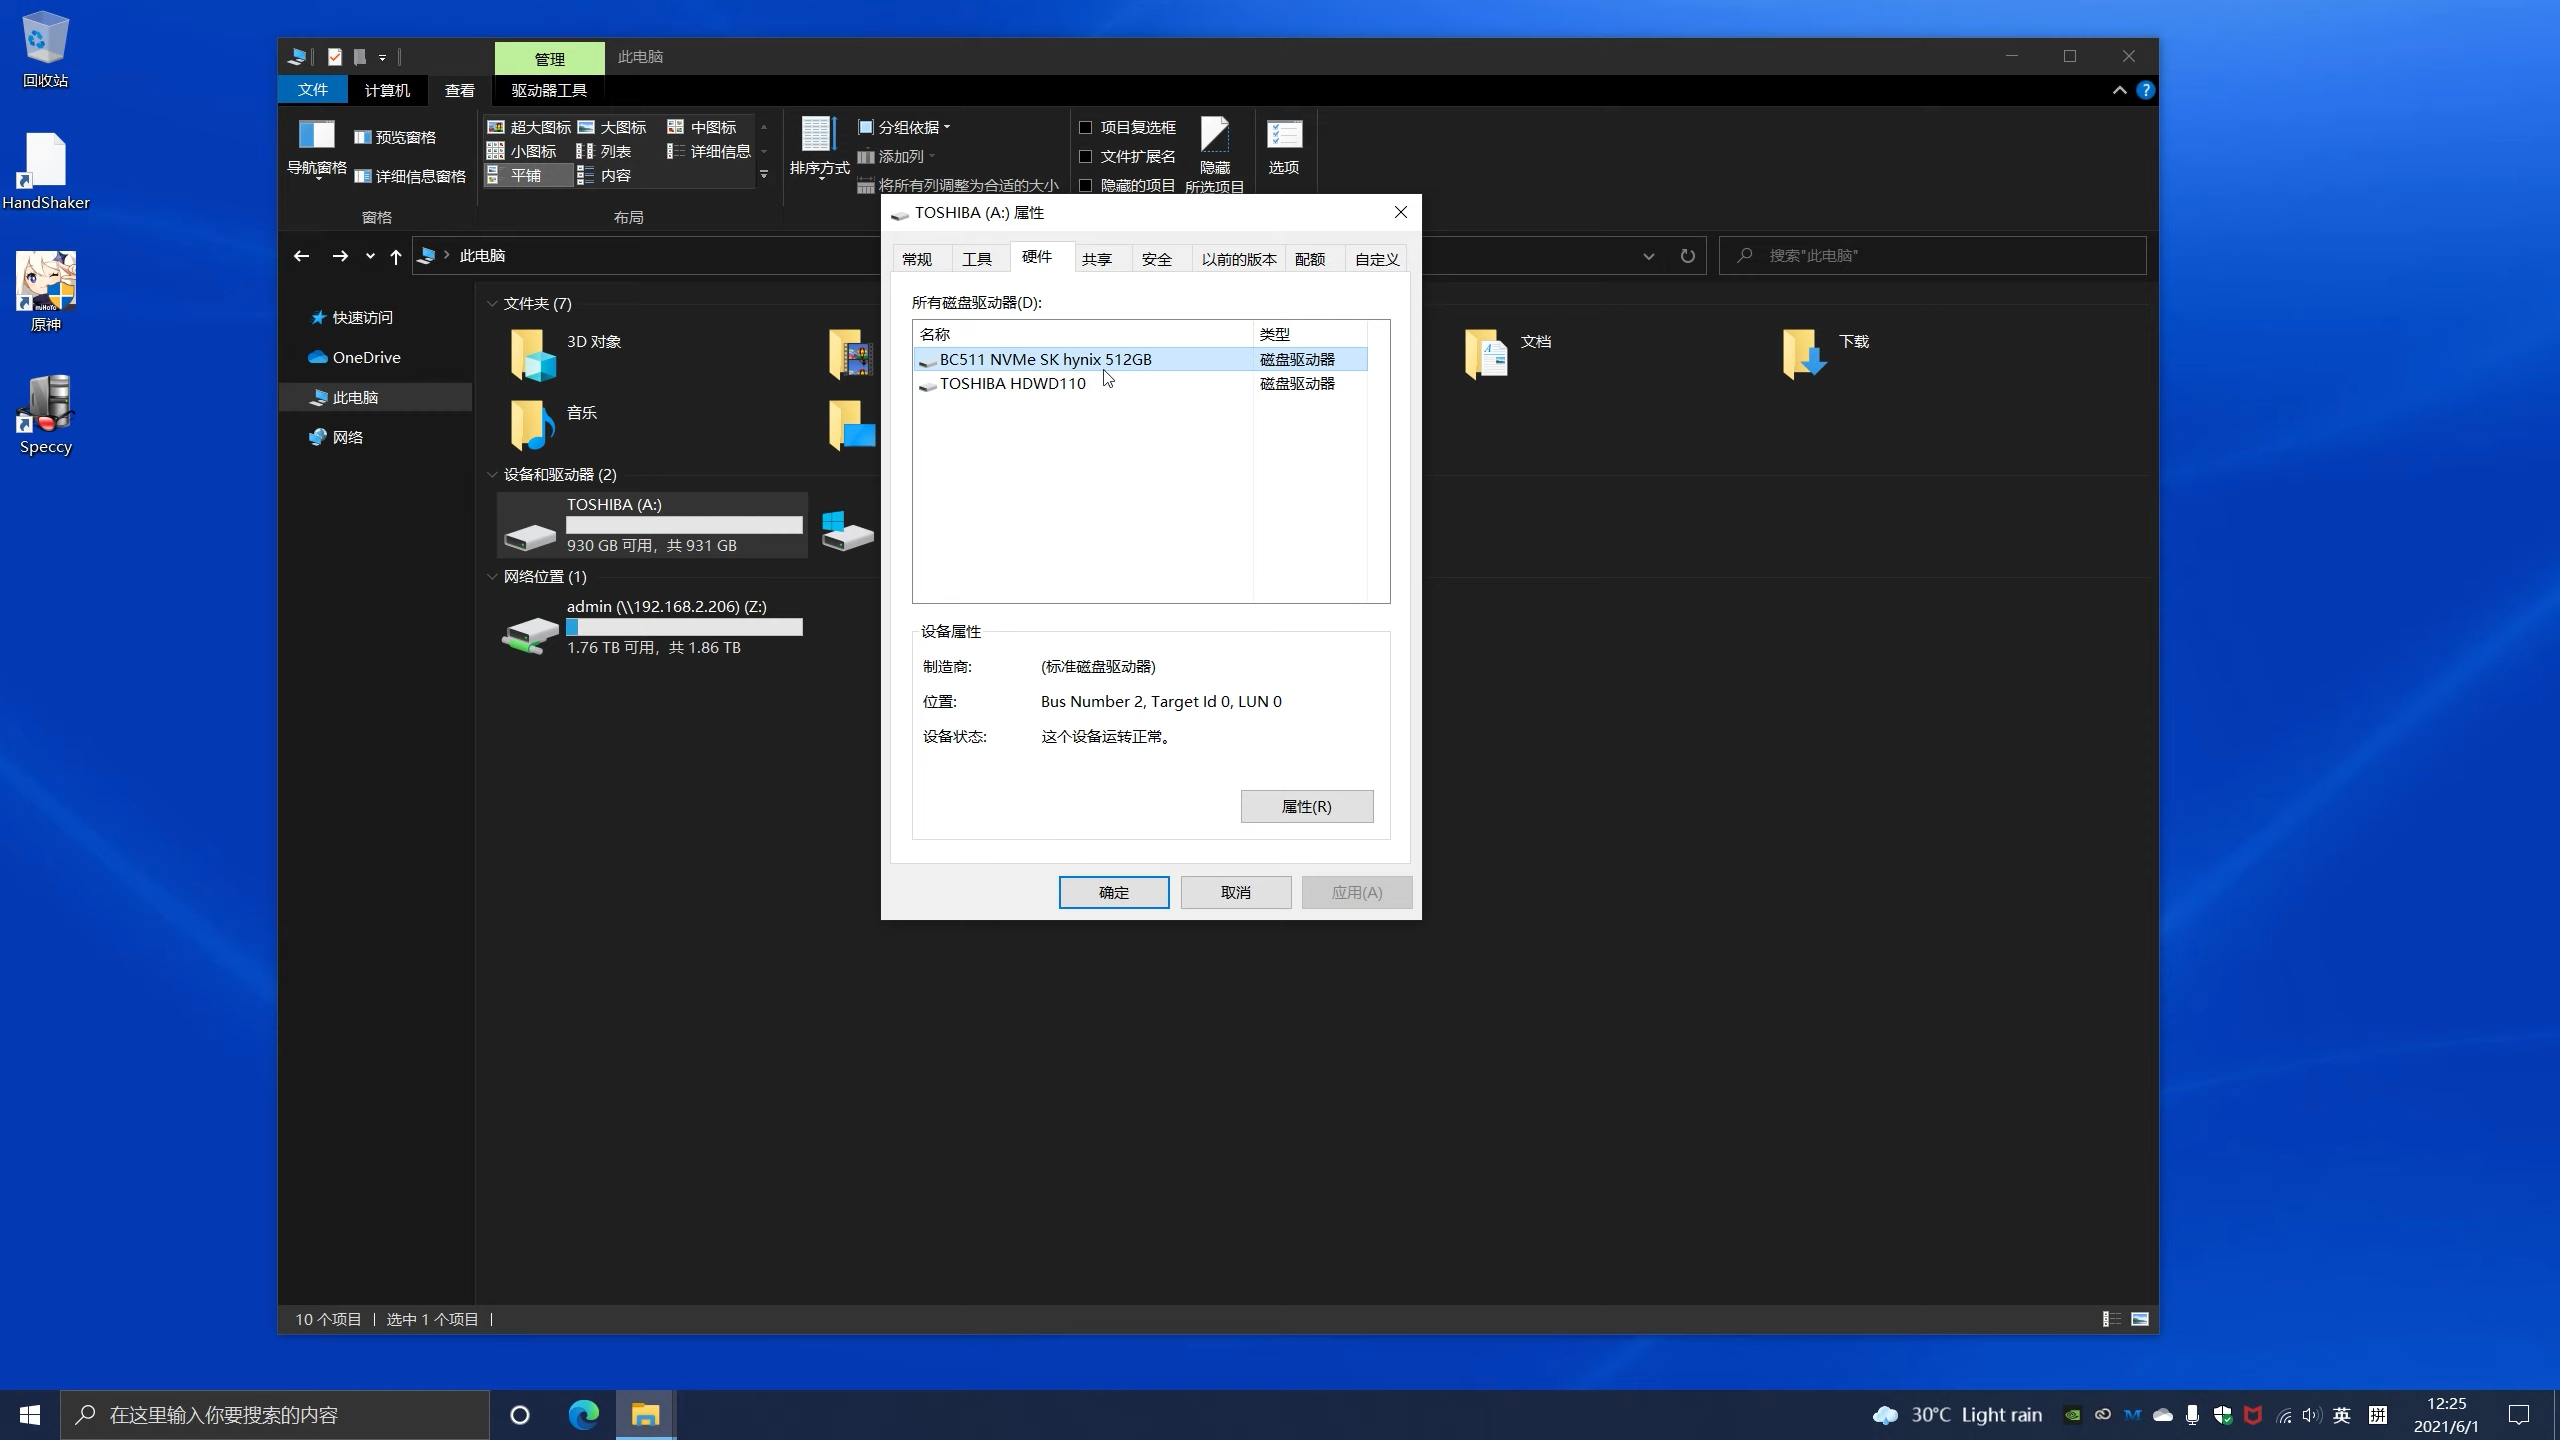 回收站
HandShaker
原神
Speccy
管理
此电脑
文件
计算机
查看
驱动器工具
导航窗格
预览窗格
详细信息窗格
窗格
超大图标
大图标
中图标
小图标
列表
详细信息
平铺
内容
布局
排序方式
分组依据
添加列
将所有列调整为合适的大小
项目复选框
文件扩展名
隐藏的项目
隐藏
所选项目
选项
此电脑
搜索"此电脑"
快速访问
OneDrive
此电脑
网络
文件夹 (7)
3D 对象
文档
下载
音乐
设备和驱动器 (2)
TOSHIBA (A:)
930 GB 可用，共 931 GB
网络位置 (1)
admin (\\192.168.2.206) (Z:)
1.76 TB 可用，共 1.86 TB
TOSHIBA (A:) 属性
常规
工具
硬件
共享
安全
以前的版本
配额
自定义
所有磁盘驱动器(D):
名称 类型
BC511 NVMe SK hynix 512GB 磁盘驱动器
TOSHIBA HDWD110 磁盘驱动器
设备属性
制造商: (标准磁盘驱动器)
位置: Bus Number 2, Target Id 0, LUN 0
设备状态: 这个设备运转正常。
属性(R)
确定
取消
应用(A)
10 个项目
选中 1 个项目
在这里输入你要搜索的内容
30°C Light rain
英
拼
12:25
2021/6/1